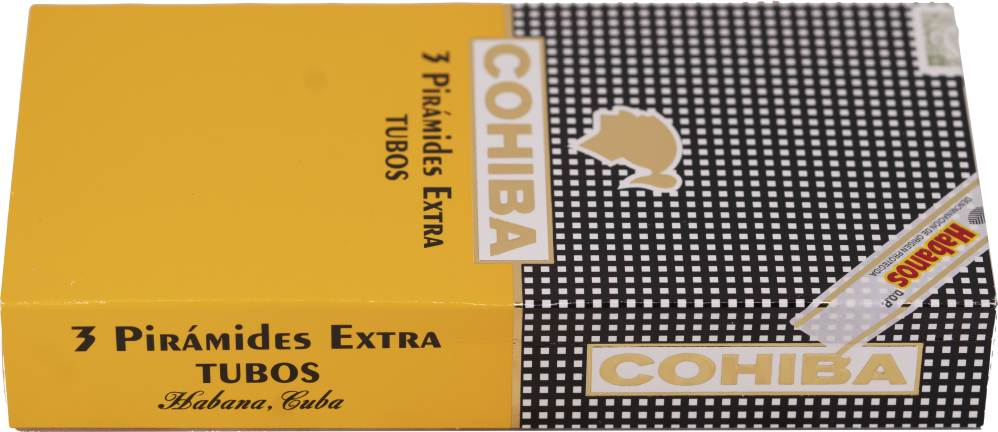 3 PIRÁMIDES EXTRA
TUBOS
COHIBA
DENOMINACIÓN DE ORIGEN PROTEGIDA
Habanos
D.O.P.
3 PIRÁMIDES EXTRA
TUBOS
Habana, Cuba
COHIBA